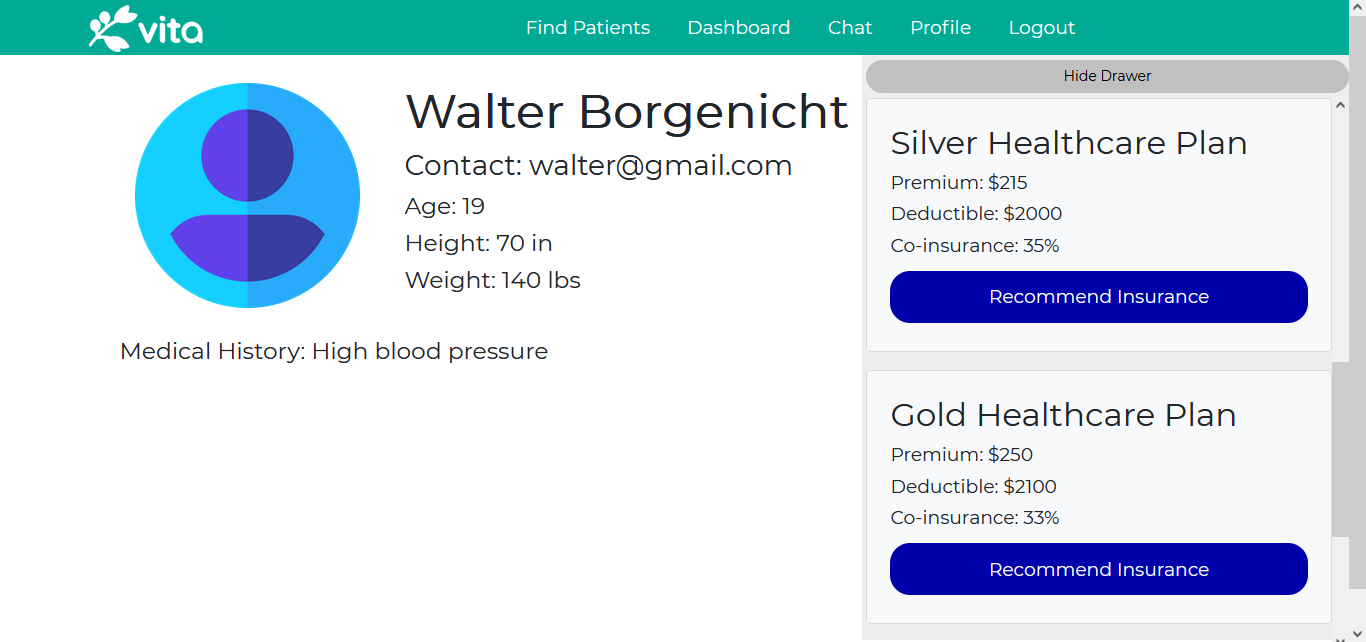 vita
Find Patients
Dashboard
Chat
Profile
Logout
Walter Borgenicht
Contact: walter@gmail.com
Age: 19
Height: 70 in
Weight: 140 lbs
Medical History: High blood pressure
Hide Drawer
Silver Healthcare Plan
Premium: $215
Deductible: $2000
Co-insurance: 35%
Recommend Insurance
Gold Healthcare Plan
Premium: $250
Deductible: $2100
Co-insurance: 33%
Recommend Insurance